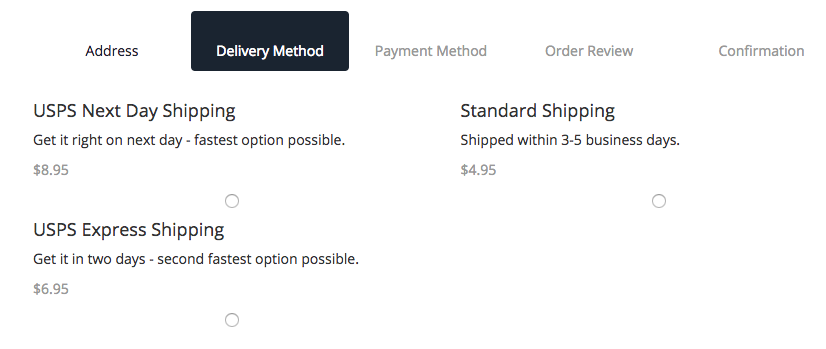 Address
Delivery Method
Payment Method
Order Review
Confirmation
USPS Next Day Shipping
Get it right on next day - fastest option possible.
$8.95
Standard Shipping
Shipped within 3-5 business days.
$4.95
USPS Express Shipping
Get it in two days - second fastest option possible.
$6.95